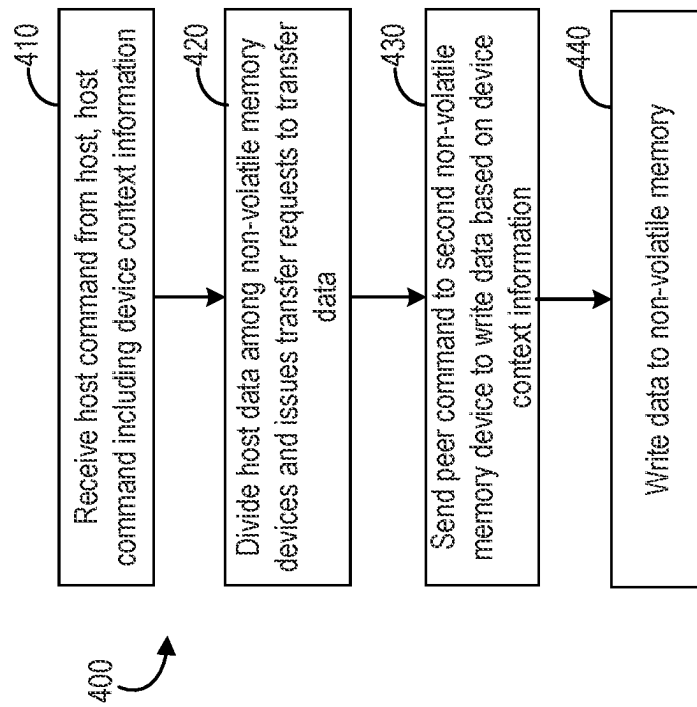 400
410
Receive host command from host, host
command including device context information
420
Divide host data among non-volatile memory
devices and issues transfer requests to transfer
data
430
Send peer command to second non-volatile
memory device to write data based on device
context information
440
Write data to non-volatile memory